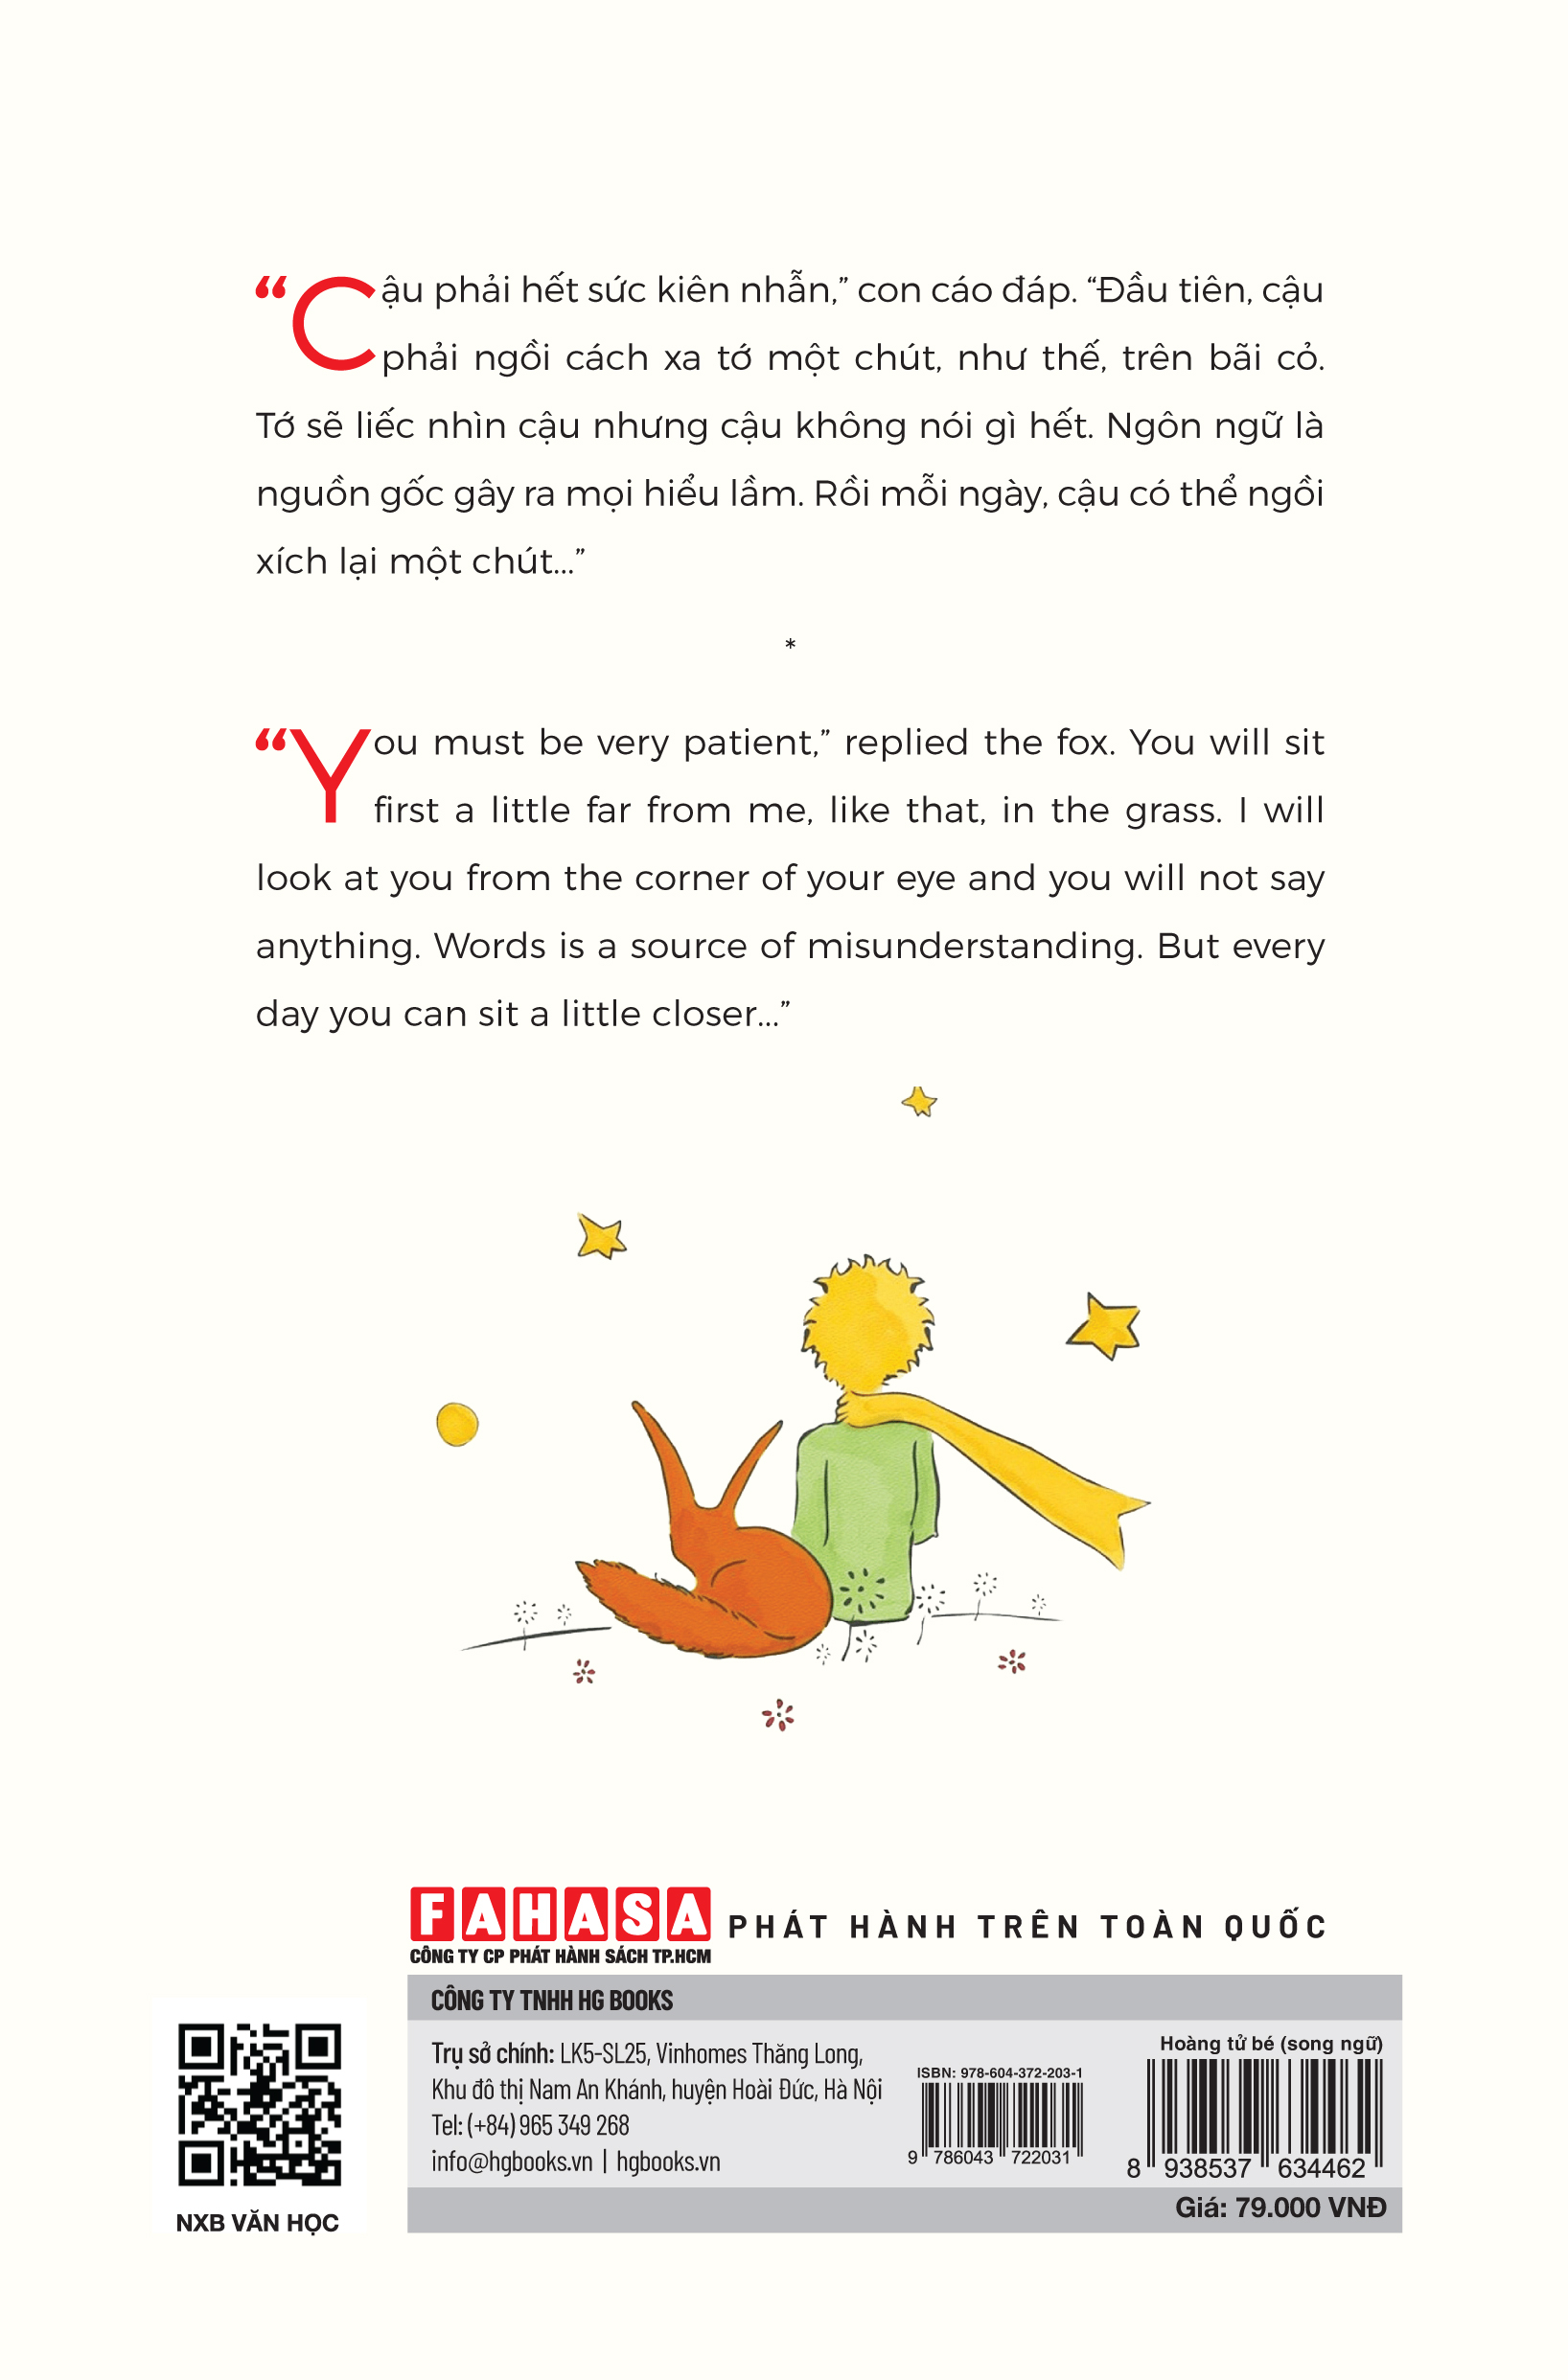 “Cậu phải hết sức kiên nhẫn,” con cáo đáp. “Đầu tiên, cậu
phải ngồi cách xa tớ một chút, như thế, trên bãi cỏ.
Tớ sẽ liếc nhìn cậu nhưng cậu không nói gì hết. Ngôn ngữ là
nguồn gốc gây ra mọi hiểu lầm. Rồi mỗi ngày, cậu có thể ngồi
xích lại một chút...”
*
“You must be very patient,” replied the fox. You will sit
first a little far from me, like that, in the grass. I will
look at you from the corner of your eye and you will not say
anything. Words is a source of misunderstanding. But every
day you can sit a little closer...”
FAHASA
CÔNG TY CP PHÁT HÀNH SÁCH TP.HCM
PHÁT HÀNH TRÊN TOÀN QUỐC
CÔNG TY TNHH HG BOOKS
Trụ sở chính: LK5-SL25, Vinhomes Thăng Long,
Khu đô thị Nam An Khánh, huyện Hoài Đức, Hà Nội
Tel: (+84) 965 349 268
info@hgbooks.vn | hgbooks.vn
ISBN: 978-604-372-203-1
9 786043 722031
Hoàng tử bé (song ngữ)
8 938537 634462
Giá: 79.000 VNĐ
NXB VĂN HỌC